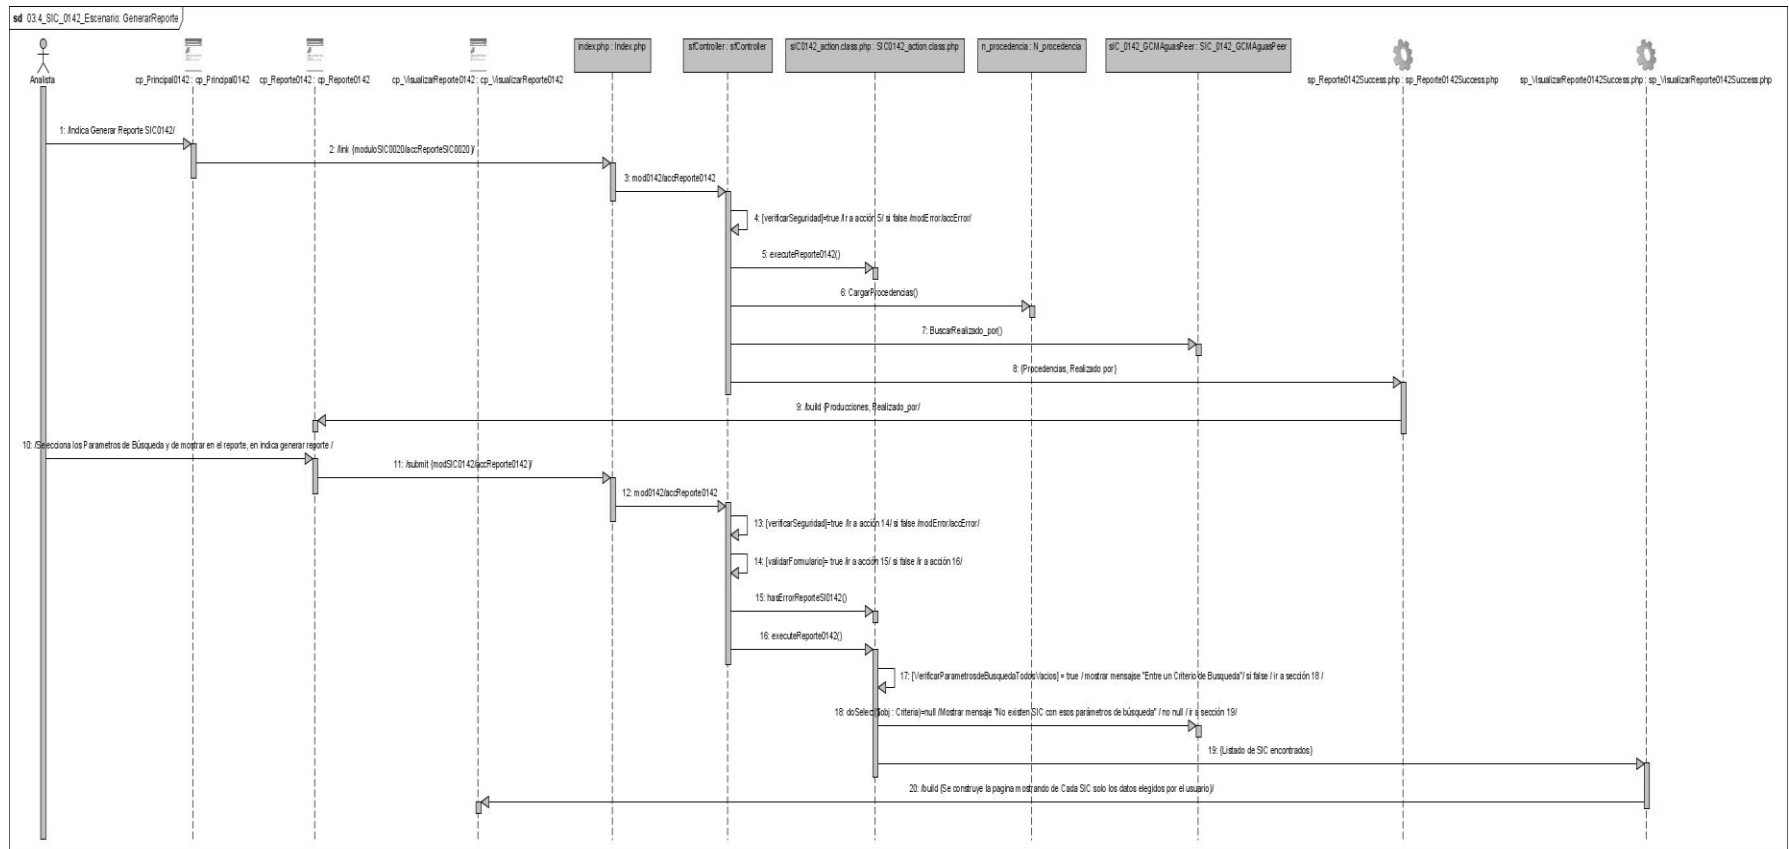 sd 03.4_SIC_0142_Escenario: GenerarReporte
Analista
cp_Principal0142 : cp_Principal0142
cp_Reporte0142 : cp_Reporte0142
cp_VisualizarReporte0142 : cp_VisualizarReporte0142
index.php : Index.php
sfController : sfController
sIC0142_action.class.php : SIC0142_action.class.php
n_procedencia : N_procedencia
sIC_0142_GCMAguasPeer : SIC_0142_GCMAguasPeer
sp_Reporte0142Success.php : sp_Reporte0142Success.php
sp_VisualizarReporte0142Success.php : sp_VisualizarReporte0142Success.php
1: /Indica Generar Reporte SIC0142/
2: /link {moduloSIC0020/accReporteSIC0020}/
3: mod0142/accReporte0142
4: [verificarSeguridad]=true /Ir a acción 5/ si false /modError/accError/
5: executeReporte0142()
6: CargarProcedencias()
7: BuscarRealizado_por()
8: {Procedencias, Realizado por}
9: /build {Producciones, Realizado_por/
10: /Selecciona los Parametros de Búsqueda y de mostrar en el reporte, en indica generar reporte /
11: /submit {modSIC0142/accReporte0142}/
12: mod0142/accReporte0142
13: [verificarSeguridad]=true /Ir a acción 14/ si false /modError/accError/
14: [validarFormulario]= true /ir a acción 15/ si false /ir a acción 16/
15: hasErrorReporteSI0142()
16: executeReporte0142()
17: [VerificarParametrosdeBusquedaTodosVacios] = true / mostrar mensajse "Entre un Criterio de Busqueda"/ si false / ir a sección 18 /
18: doSelect($obj : Criteria)=null /Mostrar mensaje "No existen SIC con esos parámetros de búsqueda" / no null / ir a sección 19/
19: {Listado de SIC encontrados}
20: /build {Se construye la pagina mostrando de Cada SIC solo los datos elegidos por el usuario}/